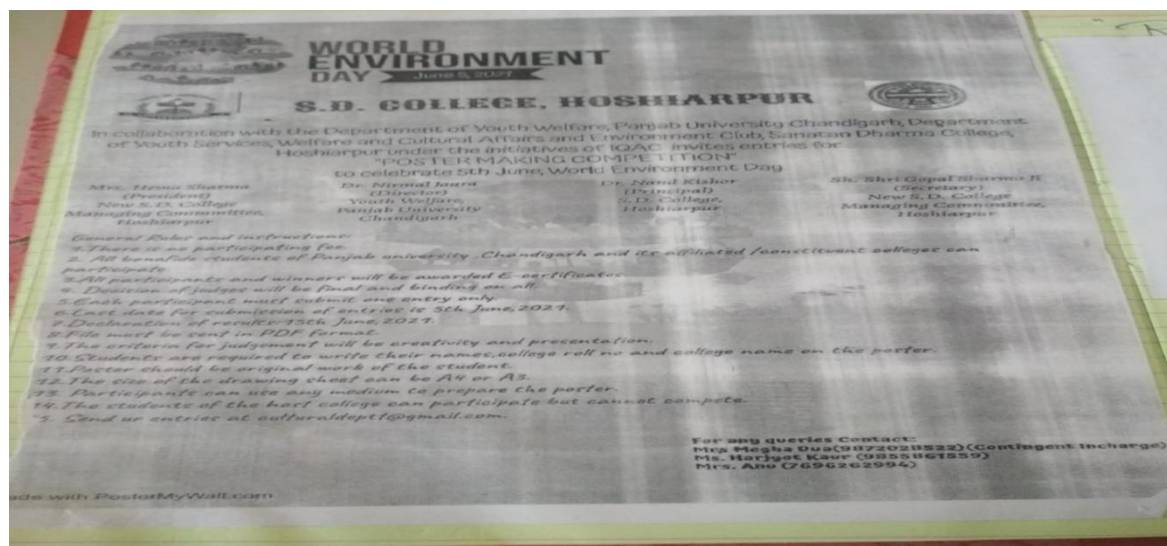 WORLD
ENVIRONMENT
DAY
June 5, 2021
S.D. COLLEGE, HOSHIARPUR
In collaboration with the Department of Youth Welfare, Panjab University Chandigarh, Department
of Youth Services, Welfare and Cultural Affairs and Environment Club, Sanatan Dharma College,
Hoshiarpur under the initiatives of IQAC invites entries for
"POSTER MAKING COMPETITION"
to celebrate 5th June, World Environment Day
Mrs. Hema Sharma
(President)
New S. D. College
Managing Committee,
Hoshiarpur
Dr. Nirmal Jaura
(Director)
Youth Welfare,
Panjab University
Chandigarh
Dr. Nand Kishor
(Principal)
S. D. College,
Hoshiarpur
Sh. Shri Gopal Sharma Ji
(Secretary)
New S. D. College
Managing Committee,
Hoshiarpur
General Rules and instructions:
1. There is no participating fee.
2. All bonafide students of Panjab university, Chandigarh and its affiliated /constituent colleges can
participate.
3. All participants and winners will be awarded E-certificates
4. Decision of judges will be final and binding on all.
5. Each participant must submit one entry only.
6. Last date for submission of entries is 5th June, 2021.
7. Declaration of results: 15th June, 2021.
8. File must be sent in PDF format.
9. The criteria for judgement will be creativity and presentation.
10. Students are required to write their names, college roll no and college name on the poster.
11. Poster should be original work of the student.
12. The size of the drawing sheet can be A4 or A3.
13. Participants can use any medium to prepare the poster.
14. The students of the host college can participate but cannot compete.
5. Send ur entries at culturaldeptt@gmail.com.
For any queries Contact:
Mrs Megha Dua(9872028522)(Contingent Incharge)
Ms. Harjyot Kaur (9855861559)
Mrs. Anu (7696262994)
ade with PosterMyWall.com